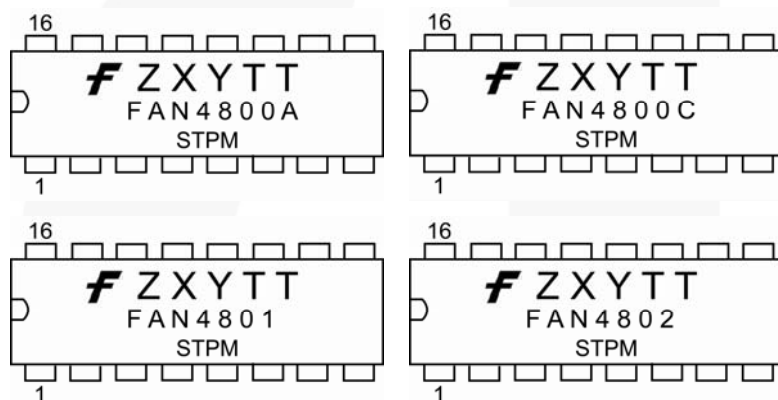 16
ZXYTT
FAN4800A
STPM
1
16
ZXYTT
FAN4800C
STPM
1
16
ZXYTT
FAN4801
STPM
1
16
ZXYTT
FAN4802
STPM
1